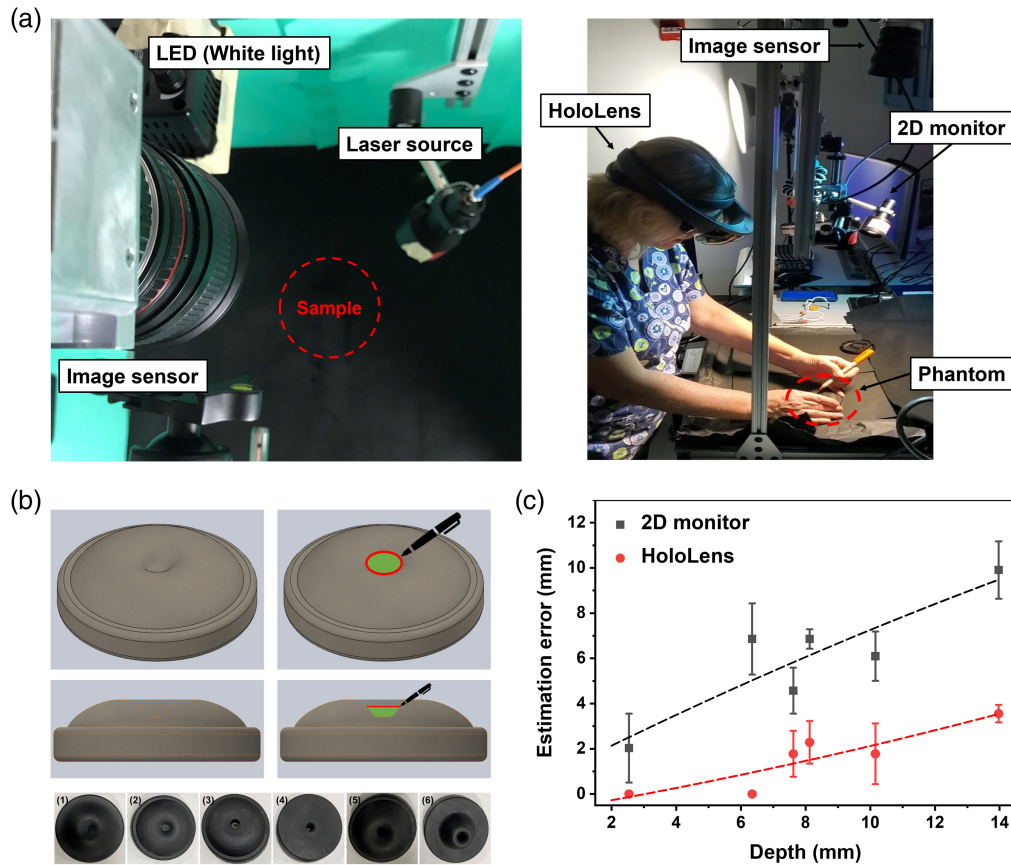 (a)
LED (White light)
Laser source
Sample
Image sensor
Image sensor
HoloLens
2D monitor
Phantom
(b)
(1)
(2)
(3)
(4)
(5)
(6)
(c)
2D monitor
HoloLens
Estimation error (mm)
12
10
8
6
4
2
0
2
4
6
8
10
12
14
Depth (mm)